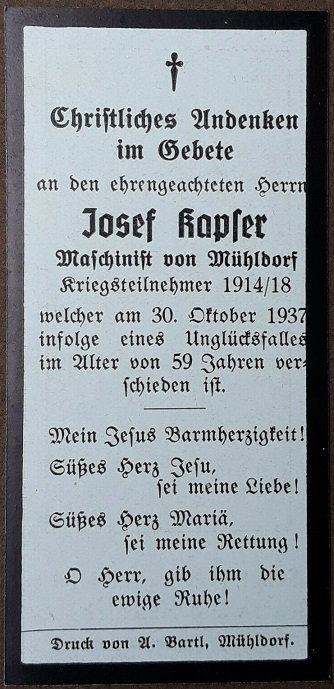 Christliches Andenken
im Gebete
an den ehrengeachteten Herrn
Josef Kapser
Maschinist von Mühldorf
Kriegsteilnehmer 1914/18
welcher am 30. Oktober 1937
infolge eines Unglücksfalles
im Alter von 59 Jahren ver-
schieden ist.
Mein Jesus Barmherzigkeit!
Süßes Herz Jesu,
sei meine Liebe!
Süßes Herz Mariä,
sei meine Rettung!
O Herr, gib ihm die
ewige Ruhe!
Druck von A. Bartl, Mühldorf.